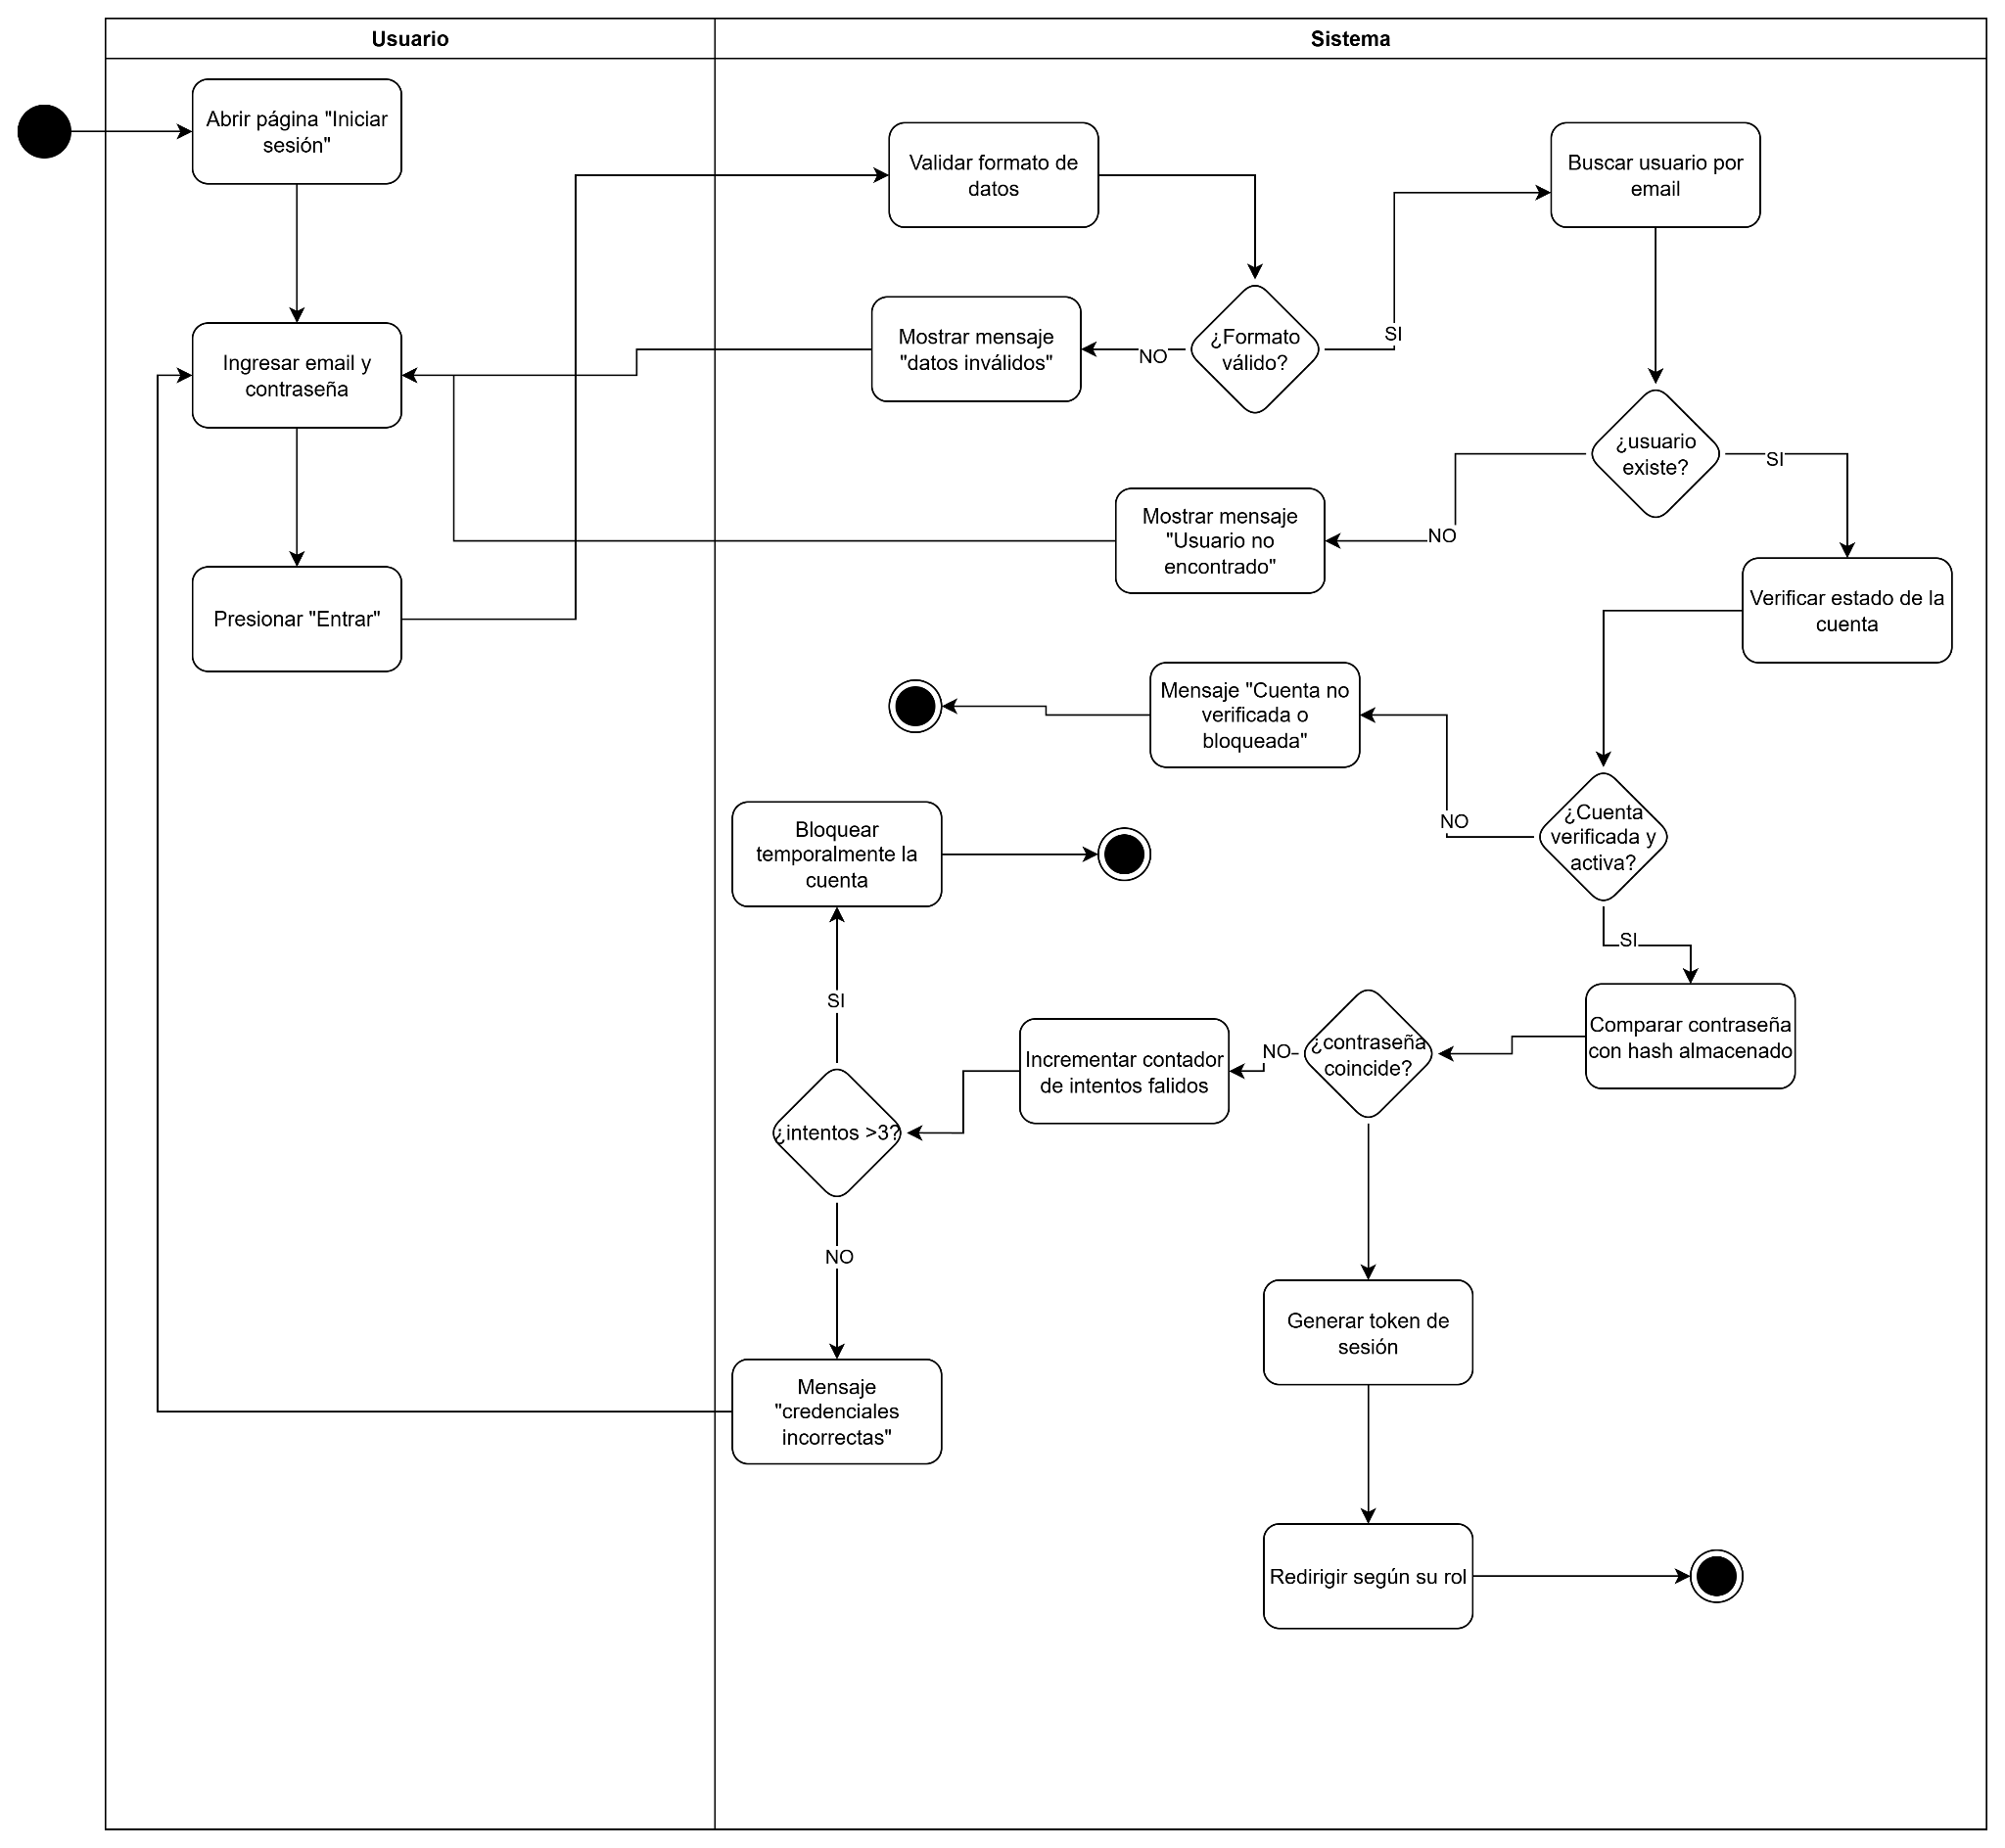 Usuario
Sistema
Abrir página "Iniciar
sesión"
Ingresar email y
contraseña
Presionar "Entrar"
Validar formato de
datos
¿Formato
válido?
NO
Mostrar mensaje
"datos inválidos"
SI
Buscar usuario por
email
¿usuario
existe?
NO
Mostrar mensaje
"Usuario no
encontrado"
SI
Verificar estado de la
cuenta
¿Cuenta
verificada y
activa?
NO
Mensaje "Cuenta no
verificada o
bloqueada"
SI
Comparar contraseña
con hash almacenado
¿contraseña
coincide?
NO
Incrementar contador
de intentos falidos
¿intentos >3?
SI
Bloquear
temporalmente la
cuenta
NO
Mensaje
"credenciales
incorrectas"
Generar token de
sesión
Redirigir según su rol